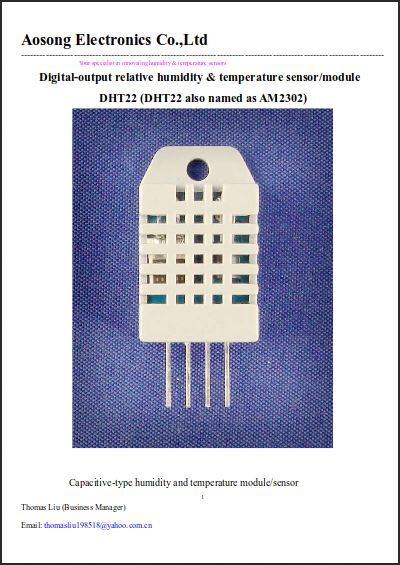 Aosong Electronics Co.,Ltd
Your specialist in innovating humidity & temperature sensors
Digital-output relative humidity & temperature sensor/module
DHT22 (DHT22 also named as AM2302)
Capacitive-type humidity and temperature module/sensor
1
Thomas Liu (Business Manager)
Email: thomasliu198518@yahoo.com.cn